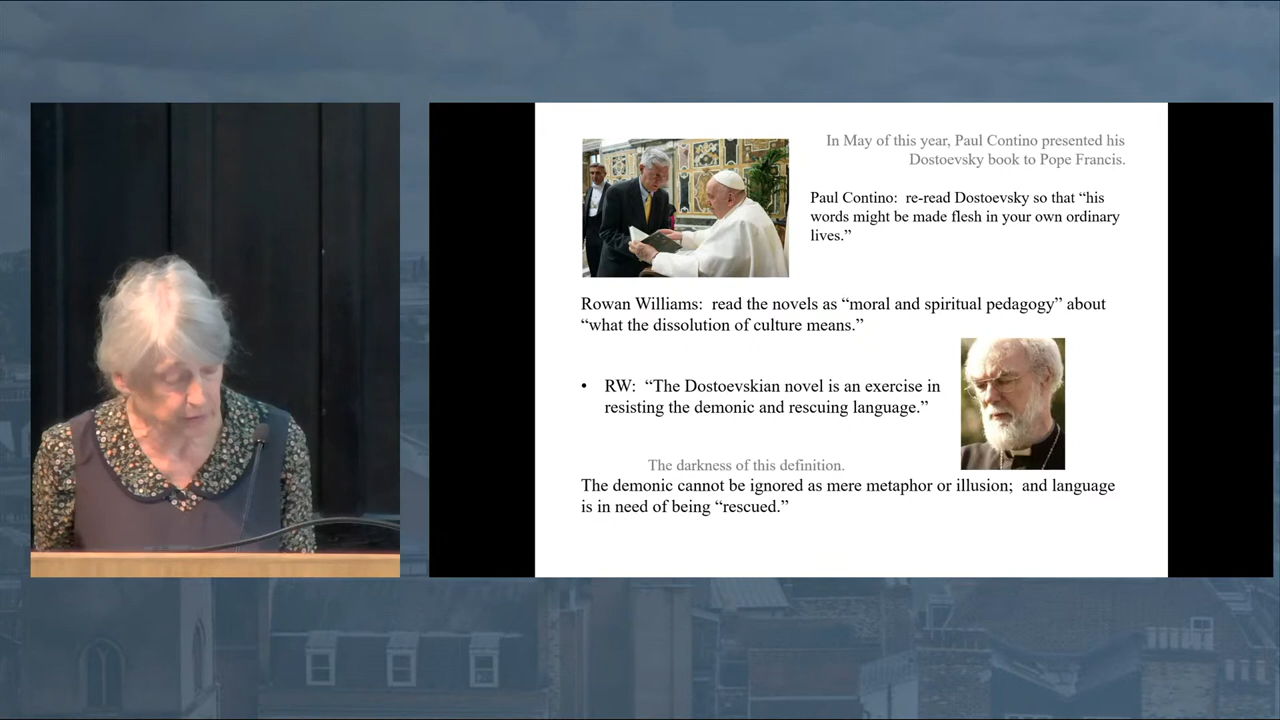 In May of this year, Paul Contino presented his
Dostoevsky book to Pope Francis.
Paul Contino:  re-read Dostoevsky so that “his
words might be made flesh in your own ordinary
lives.”
Rowan Williams:  read the novels as “moral and spiritual pedagogy” about
“what the dissolution of culture means.”
• RW:  “The Dostoevskian novel is an exercise in
resisting the demonic and rescuing language.”
The darkness of this definition.
The demonic cannot be ignored as mere metaphor or illusion;  and language
is in need of being “rescued.”